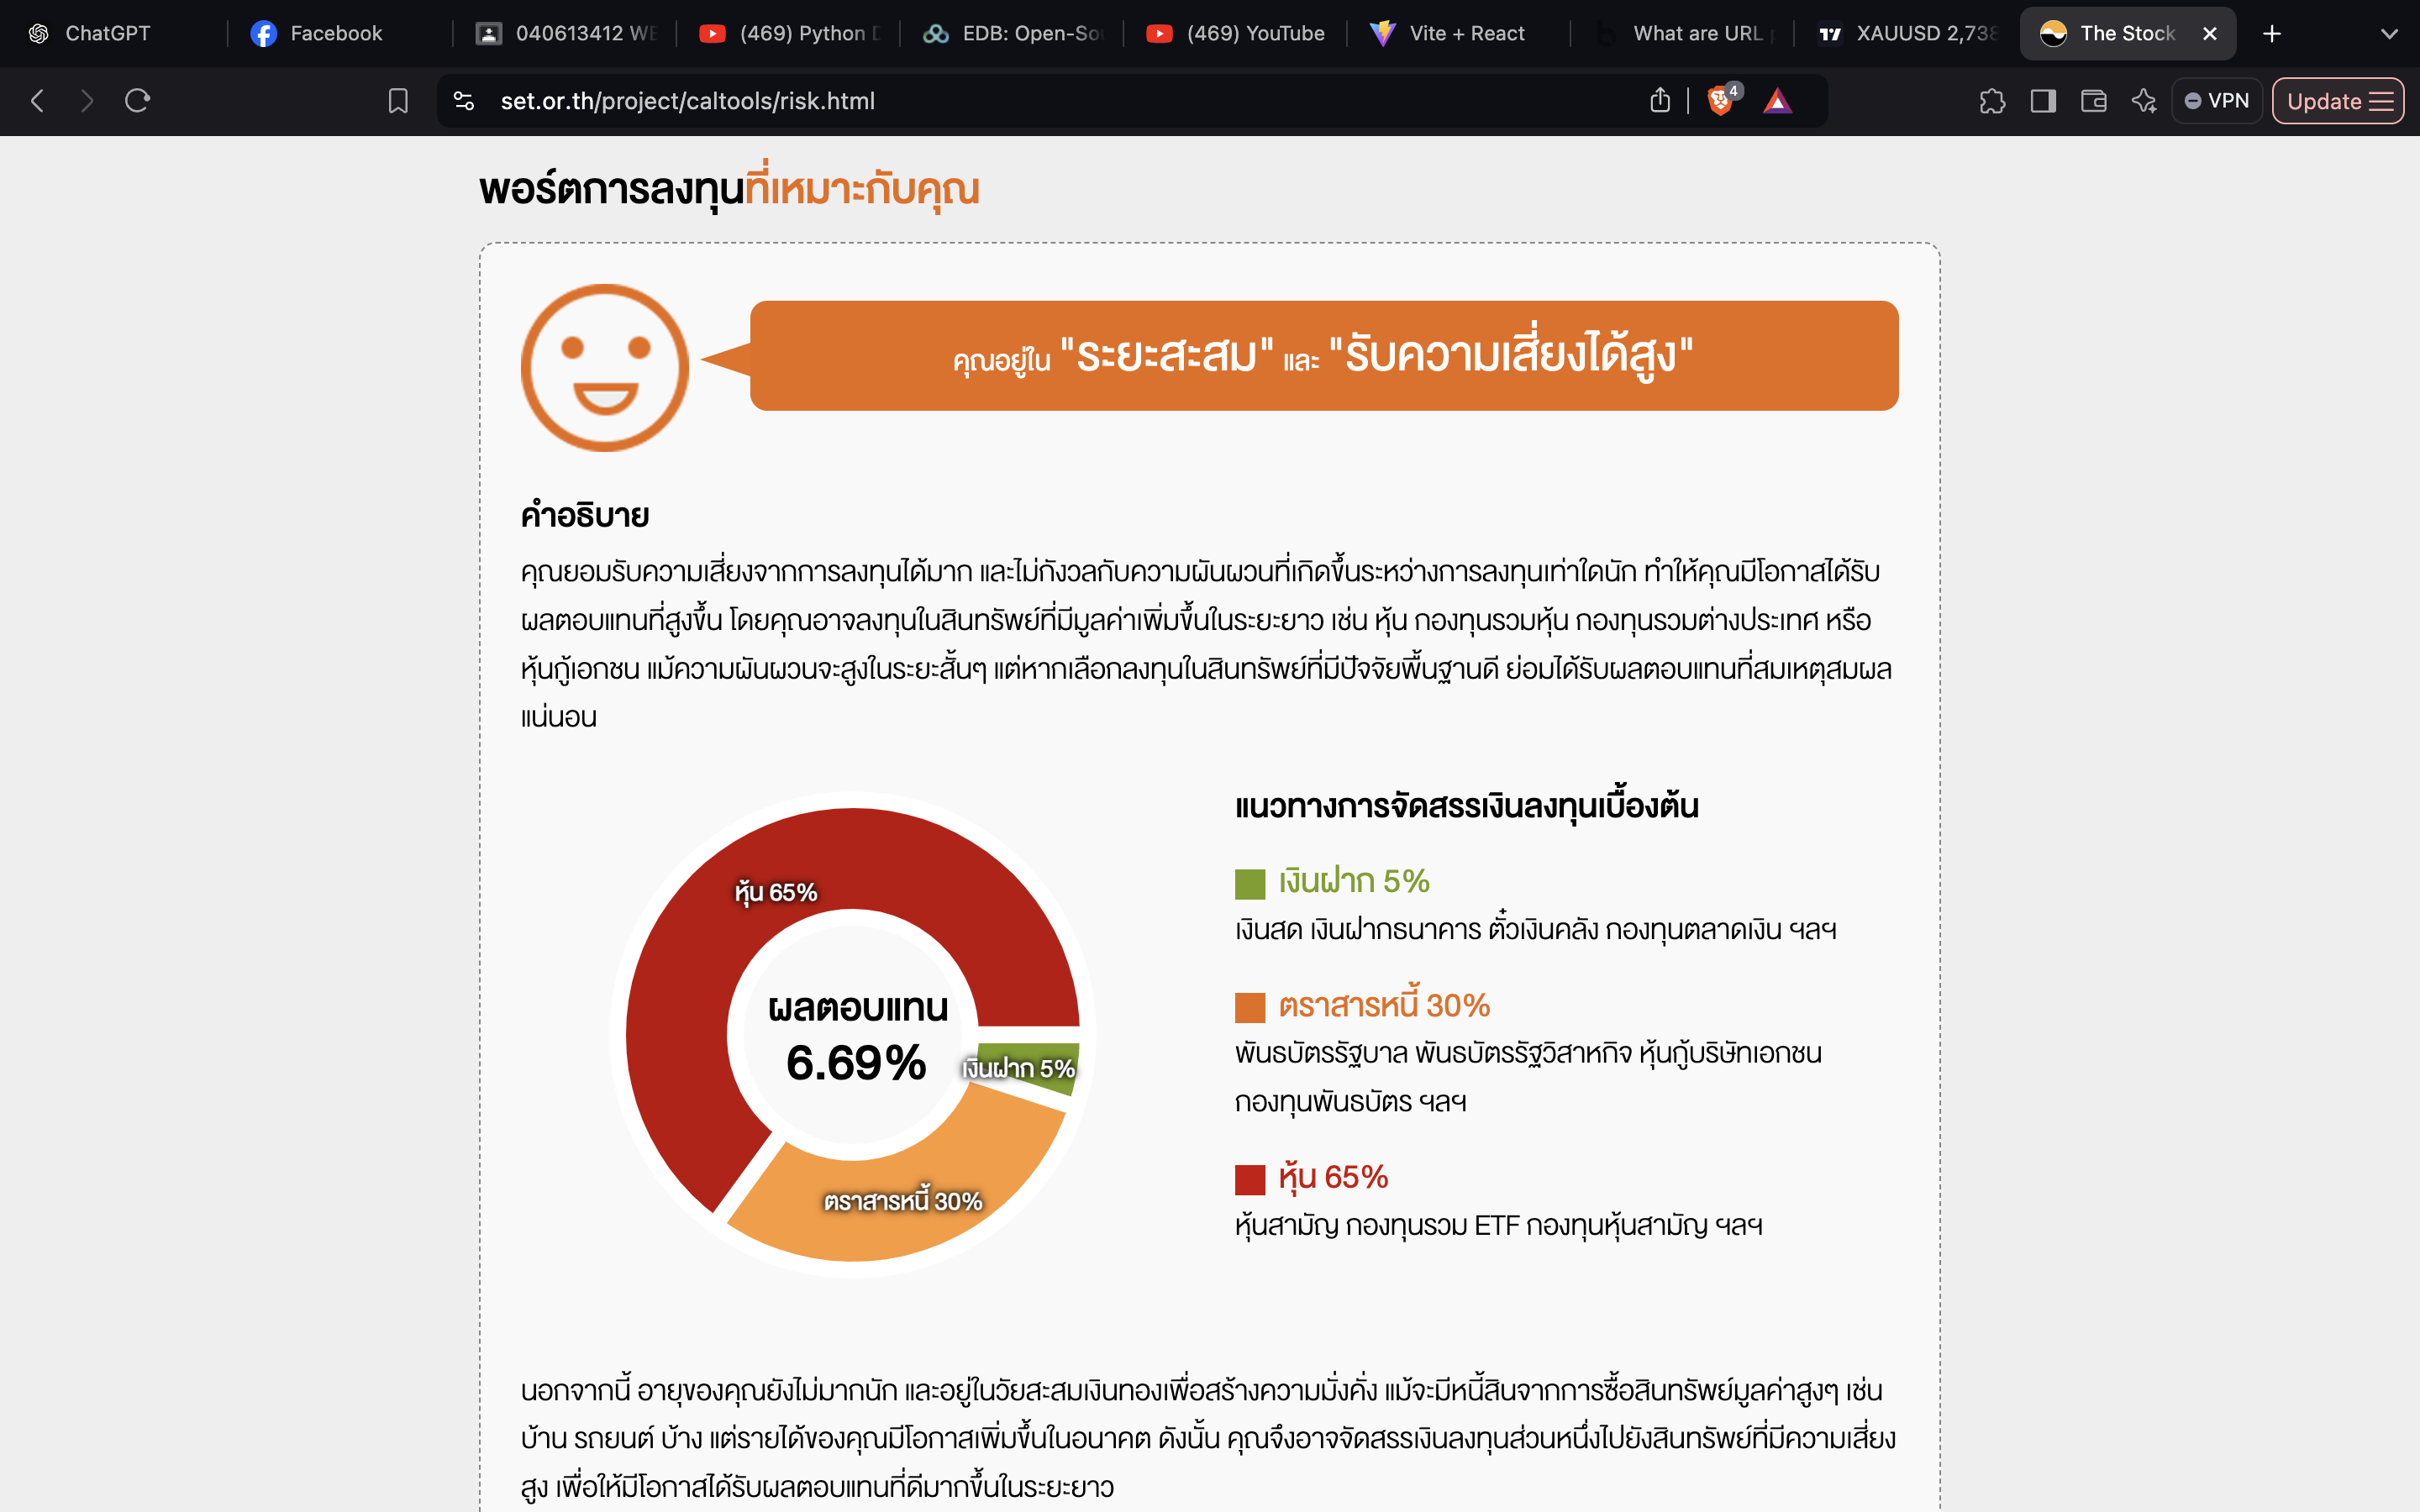 ChatGPT
Facebook
040613412 WE
(469) Python D
EDB: Open-Sou
(469) YouTube
Vite + React
What are URL p
XAUUSD 2,738
The Stock
set.or.th/project/caltools/risk.html
4
VPN
Update
พอร์ตการลงทุนที่เหมาะกับคุณ
คุณอยู่ใน "ระยะสะสม" และ "รับความเสี่ยงได้สูง"
คำอธิบาย
คุณยอมรับความเสี่ยงจากการลงทุนได้มาก และไม่กังวลกับความผันผวนที่เกิดขึ้นระหว่างการลงทุนเท่าใดนัก ทำให้คุณมีโอกาสได้รับ
ผลตอบแทนที่สูงขึ้น โดยคุณอาจลงทุนในสินทรัพย์ที่มีมูลค่าเพิ่มขึ้นในระยะยาว เช่น หุ้น กองทุนรวมหุ้น กองทุนรวมต่างประเทศ หรือ
หุ้นกู้เอกชน แม้ความผันผวนจะสูงในระยะสั้นๆ แต่หากเลือกลงทุนในสินทรัพย์ที่มีปัจจัยพื้นฐานดี ย่อมได้รับผลตอบแทนที่สมเหตุสมผล
แน่นอน
หุ้น 65%
ผลตอบแทน
6.69%
เงินฝาก 5%
ตราสารหนี้ 30%
แนวทางการจัดสรรเงินลงทุนเบื้องต้น
เงินฝาก 5%
เงินสด เงินฝากธนาคาร ตั๋วเงินคลัง กองทุนตลาดเงิน ฯลฯ
ตราสารหนี้ 30%
พันธบัตรรัฐบาล พันธบัตรรัฐวิสาหกิจ หุ้นกู้บริษัทเอกชน
กองทุนพันธบัตร ฯลฯ
หุ้น 65%
หุ้นสามัญ กองทุนรวม ETF กองทุนหุ้นสามัญ ฯลฯ
นอกจากนี้ อายุของคุณยังไม่มากนัก และอยู่ในวัยสะสมเงินทองเพื่อสร้างความมั่งคั่ง แม้จะมีหนี้สินจากการซื้อสินทรัพย์มูลค่าสูงๆ เช่น
บ้าน รถยนต์ บ้าง แต่รายได้ของคุณมีโอกาสเพิ่มขึ้นในอนาคต ดังนั้น คุณจึงอาจจัดสรรเงินลงทุนส่วนหนึ่งไปยังสินทรัพย์ที่มีความเสี่ยง
สูง เพื่อให้มีโอกาสได้รับผลตอบแทนที่ดีมากขึ้นในระยะยาว